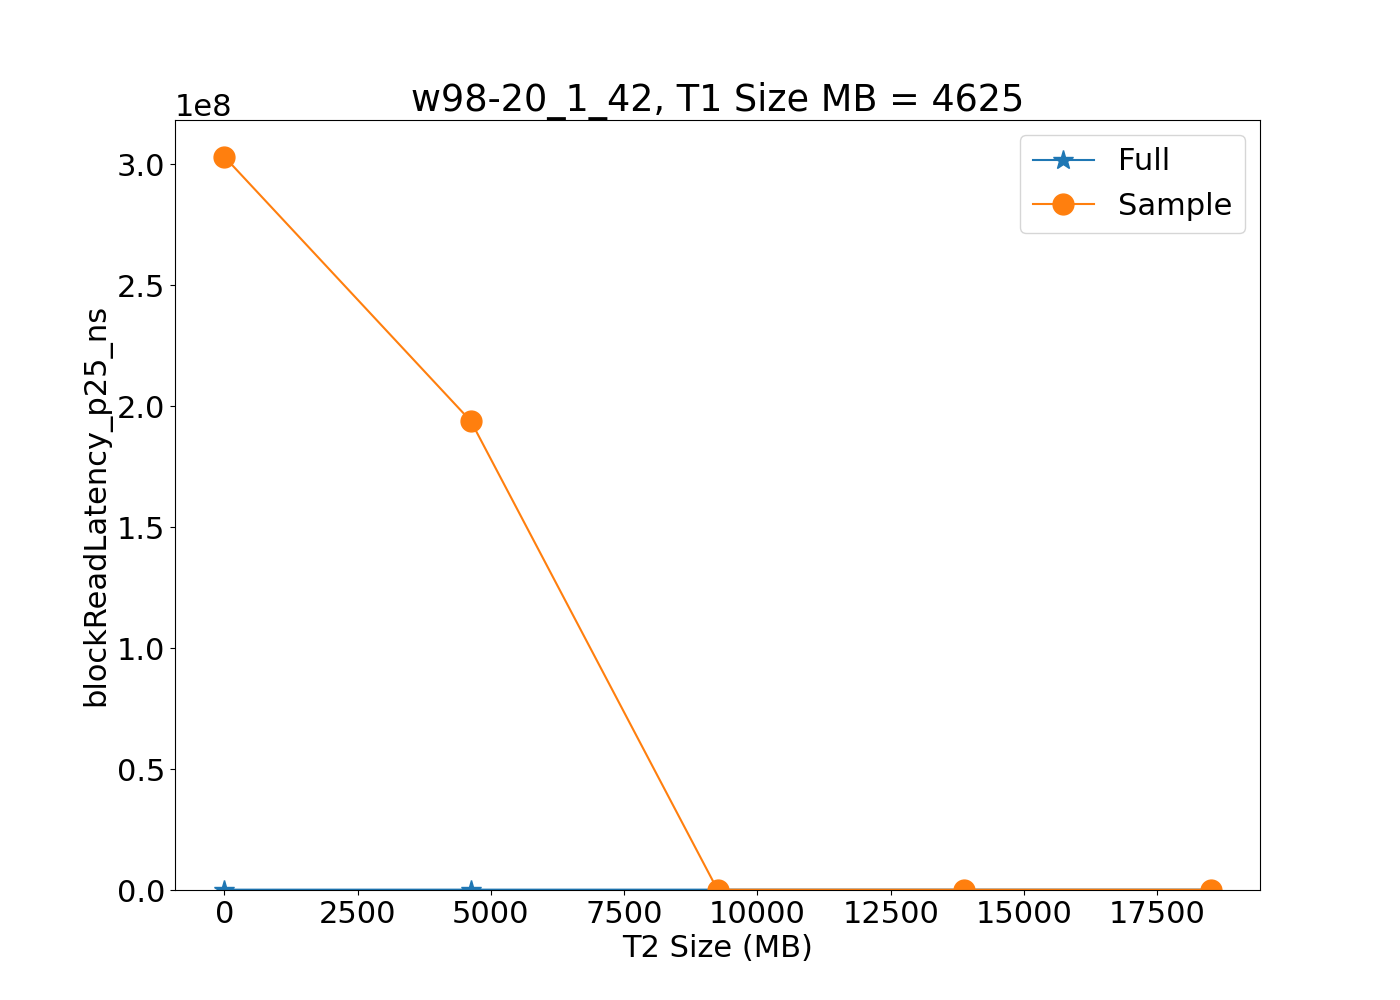 w98-20_1_42, T1 Size MB = 4625
1e8
Full
Sample
3.0
2.5
2.0
1.5
1.0
0.5
0.0
blockReadLatency_p25_ns
0 2500 5000 7500 10000 12500 15000 17500
T2 Size (MB)